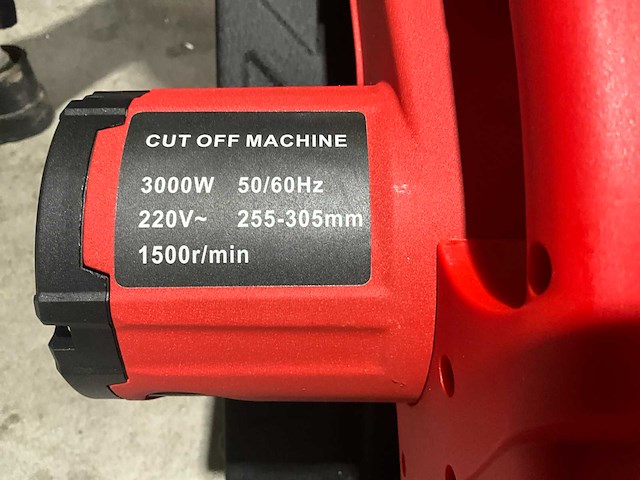 CUT OFF MACHINE
3000W 50/60Hz
220V~ 255-305mm
1500r/min